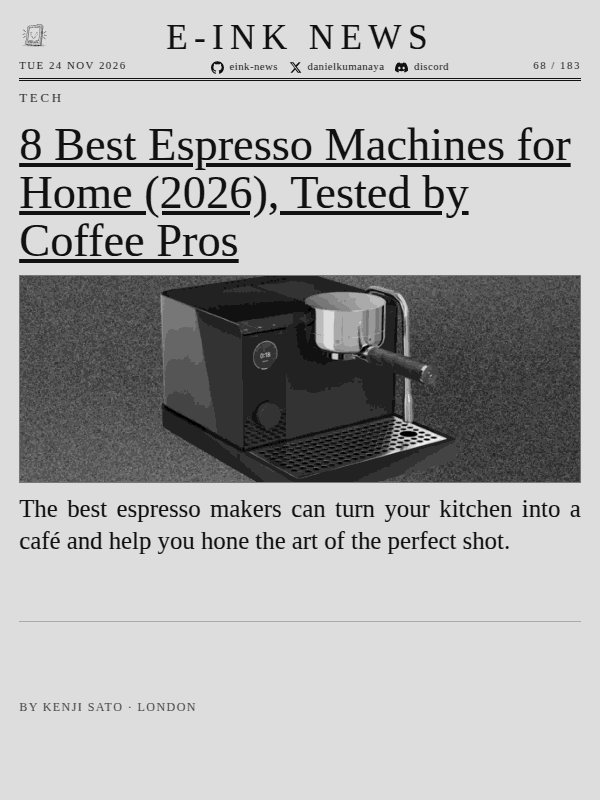 E-INK NEWS
TUE 24 NOV 2026
eink-news danielkumanaya discord
68 / 183
TECH
8 Best Espresso Machines for
Home (2026), Tested by
Coffee Pros
0:18
The best espresso makers can turn your kitchen into a
café and help you hone the art of the perfect shot.
BY KENJI SATO · LONDON